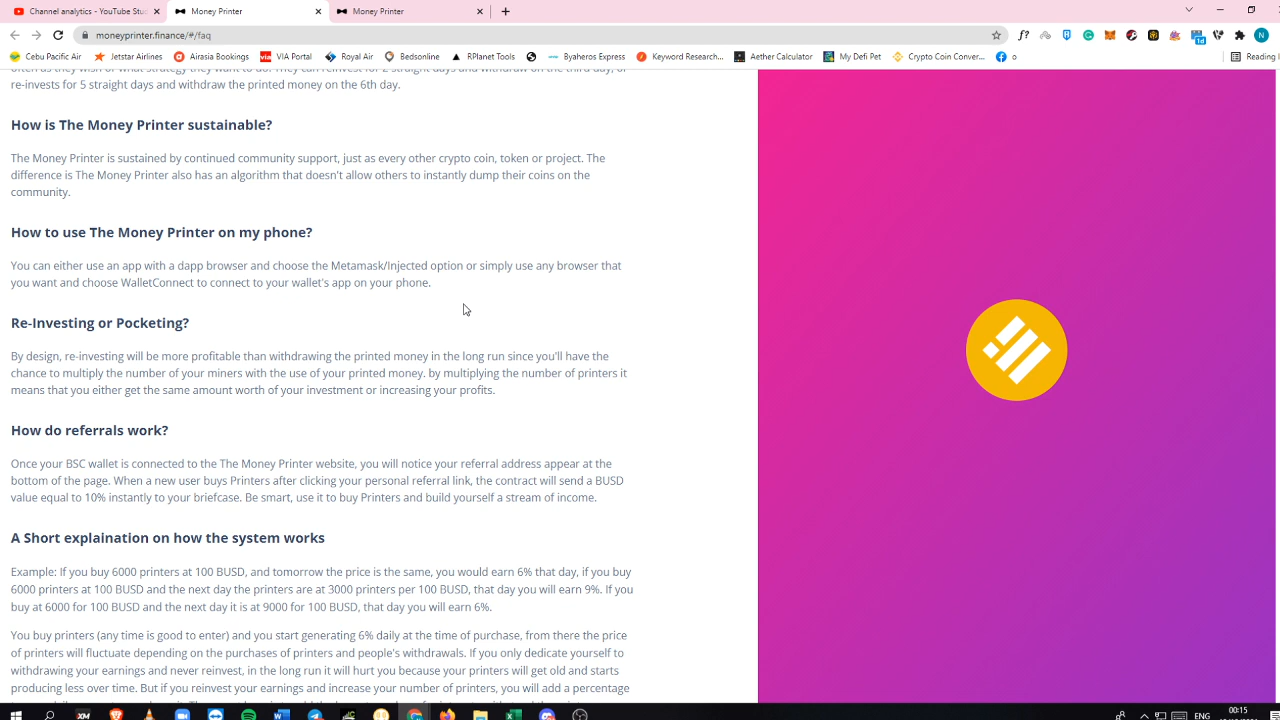 Channel analytics - YouTube Stu
Money Printer
Money Printer
moneyprinter.finance/#/faq
Cebu Pacific Air
Jetstar Airlines
Airasia Bookings
VIA Portal
Royal Air
Bedsonline
RPlanet Tools
Byaheros Express
Keyword Research...
Aether Calculator
My Defi Pet
Crypto Coin Conver...
o
Reading l
re-invests for 5 straight days and withdraw the printed money on the 6th day.
How is The Money Printer sustainable?
The Money Printer is sustained by continued community support, just as every other crypto coin, token or project. The
difference is The Money Printer also has an algorithm that doesn't allow others to instantly dump their coins on the
community.
How to use The Money Printer on my phone?
You can either use an app with a dapp browser and choose the Metamask/Injected option or simply use any browser that
you want and choose WalletConnect to connect to your wallet's app on your phone.
Re-Investing or Pocketing?
By design, re-investing will be more profitable than withdrawing the printed money in the long run since you'll have the
chance to multiply the number of your miners with the use of your printed money. by multiplying the number of printers it
means that you either get the same amount worth of your investment or increasing your profits.
How do referrals work?
Once your BSC wallet is connected to the The Money Printer website, you will notice your referral address appear at the
bottom of the page. When a new user buys Printers after clicking your personal referral link, the contract will send a BUSD
value equal to 10% instantly to your briefcase. Be smart, use it to buy Printers and build yourself a stream of income.
A Short explaination on how the system works
Example: If you buy 6000 printers at 100 BUSD, and tomorrow the price is the same, you would earn 6% that day, if you buy
6000 printers at 100 BUSD and the next day the printers are at 3000 printers per 100 BUSD, that day you will earn 9%. If you
buy at 6000 for 100 BUSD and the next day it is at 9000 for 100 BUSD, that day you will earn 6%.
You buy printers (any time is good to enter) and you start generating 6% daily at the time of purchase, from there the price
of printers will fluctuate depending on the purchases of printers and people's withdrawals. If you only dedicate yourself to
withdrawing your earnings and never reinvest, in the long run it will hurt you because your printers will get old and starts
producing less over time. But if you reinvest your earnings and increase your number of printers, you will add a percentage
ENG
00:15